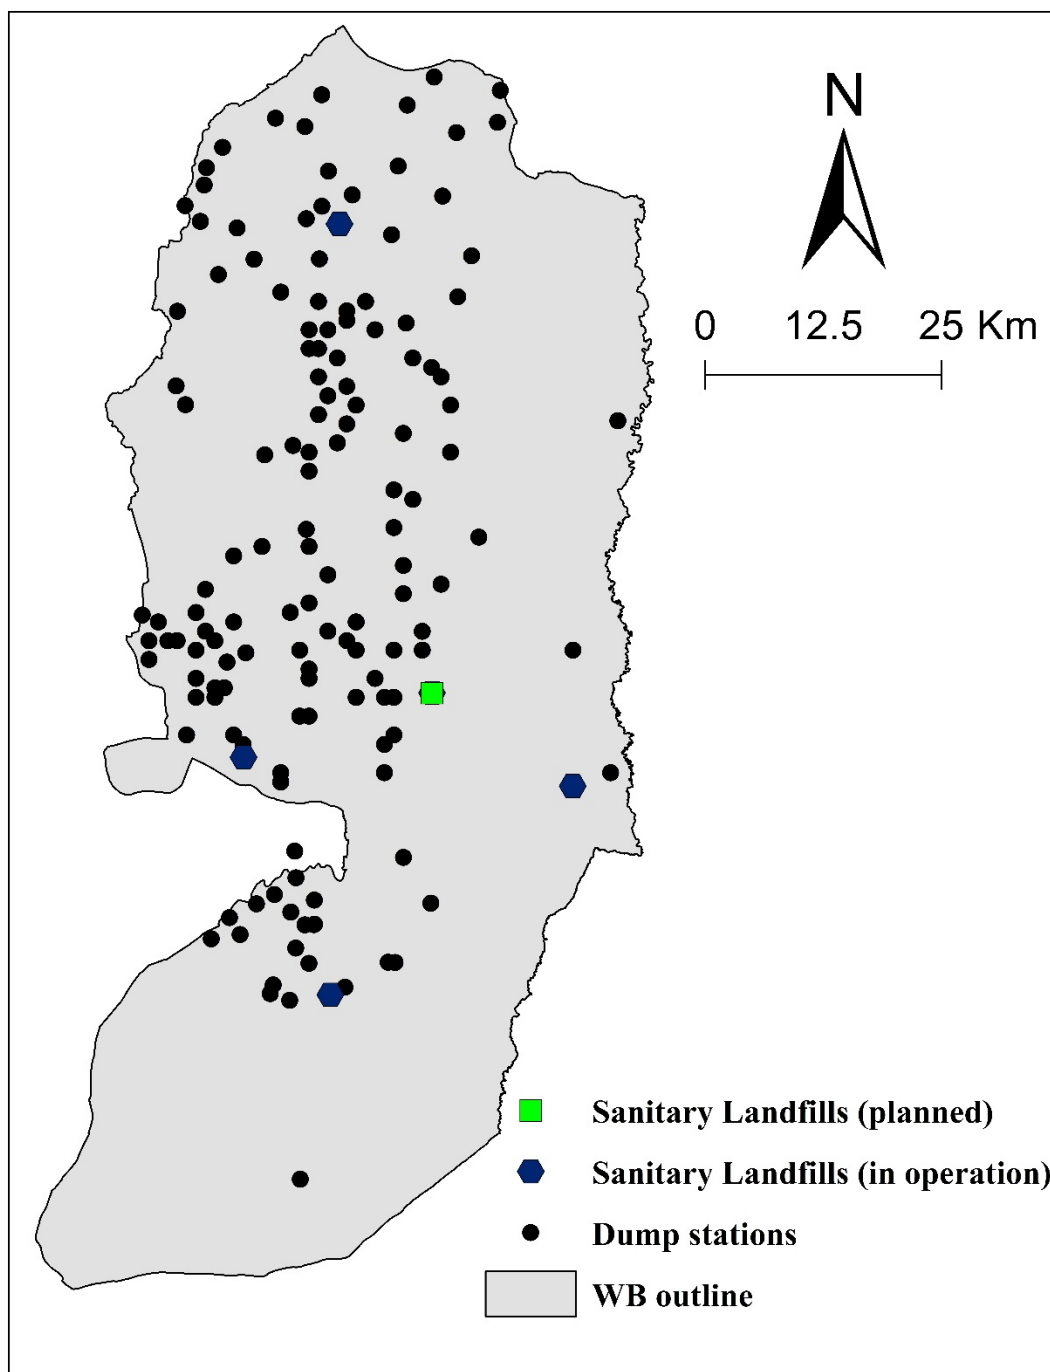 N
0 12.5 25 Km
Sanitary Landfills (planned)
Sanitary Landfills (in operation)
Dump stations
WB outline